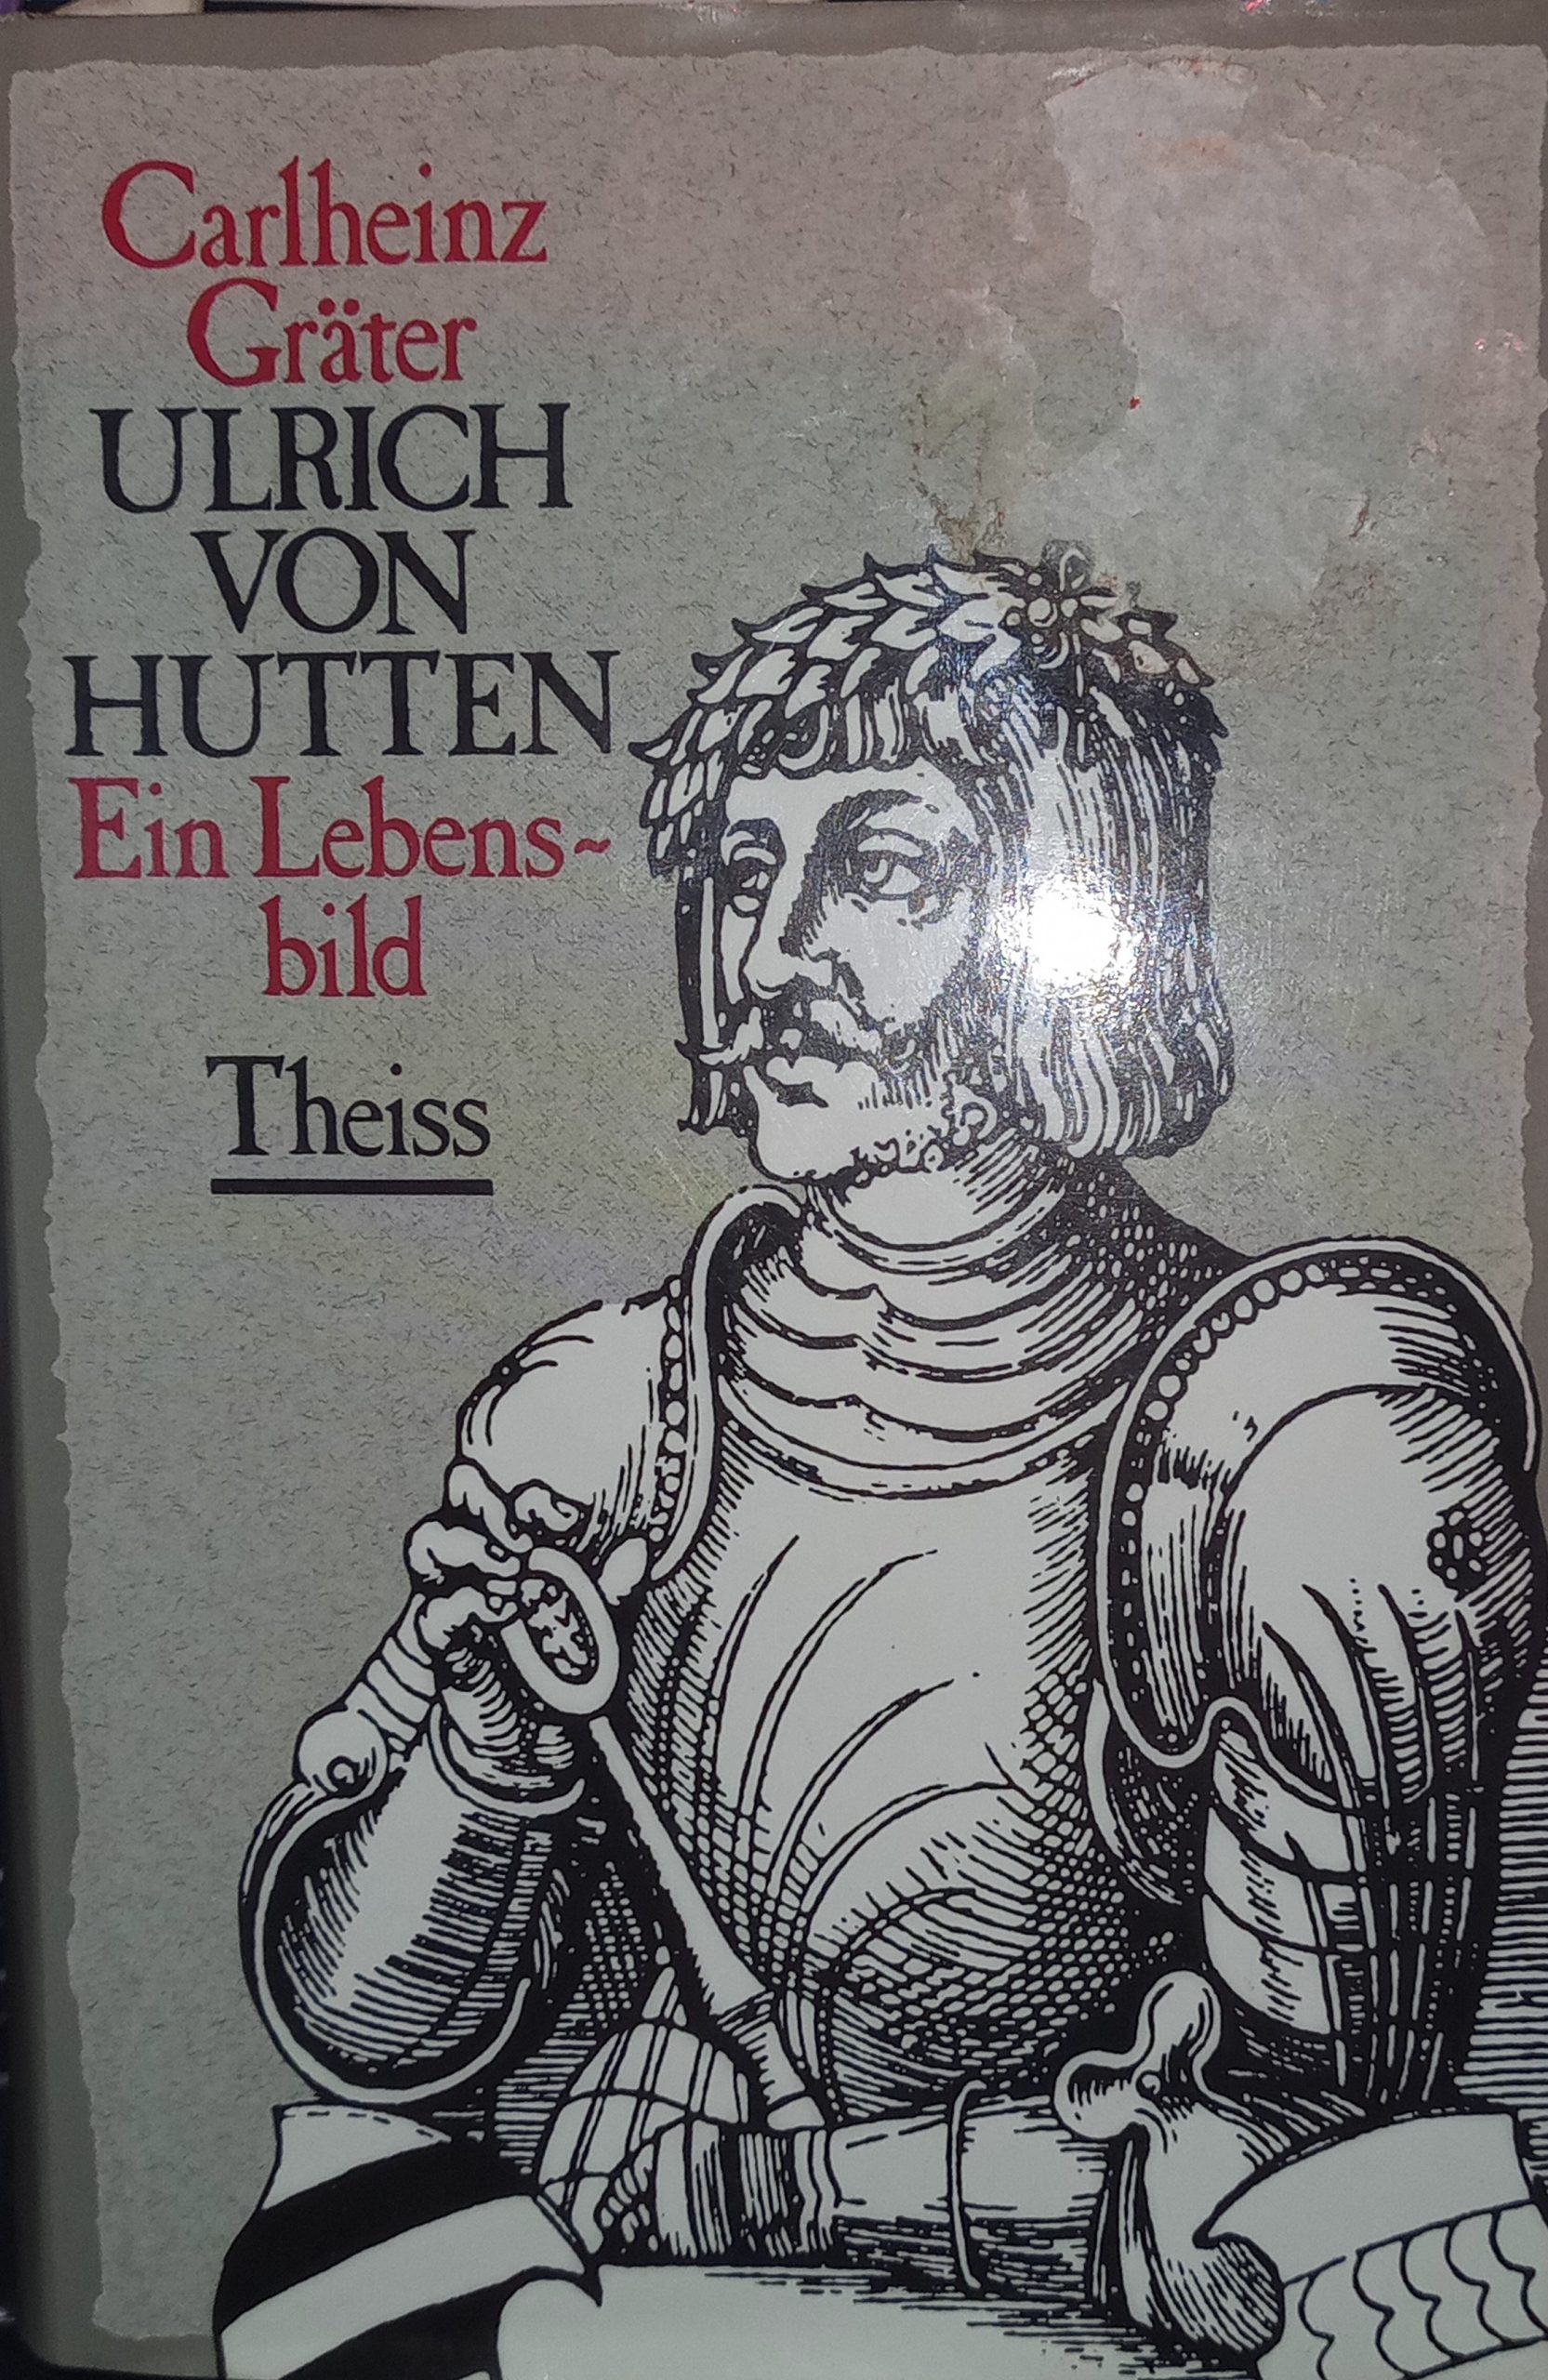 Carlheinz
Gräter
ULRICH
VON
HUTTEN
Ein Lebens-
bild
Theiss